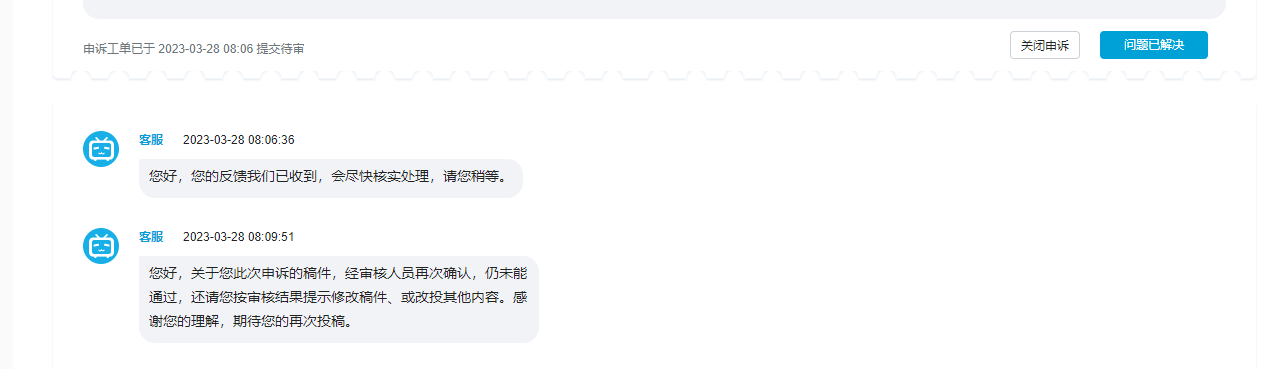 申诉工单已于 2023-03-28 08:06 提交待审
关闭申诉
问题已解决
客服 2023-03-28 08:06:36
您好，您的反馈我们已收到，会尽快核实处理，请您稍等。
客服 2023-03-28 08:09:51
您好，关于您此次申诉的稿件，经审核人员再次确认，仍未能
通过，还请您按审核结果提示修改稿件、或改投其他内容。感
谢您的理解，期待您的再次投稿。